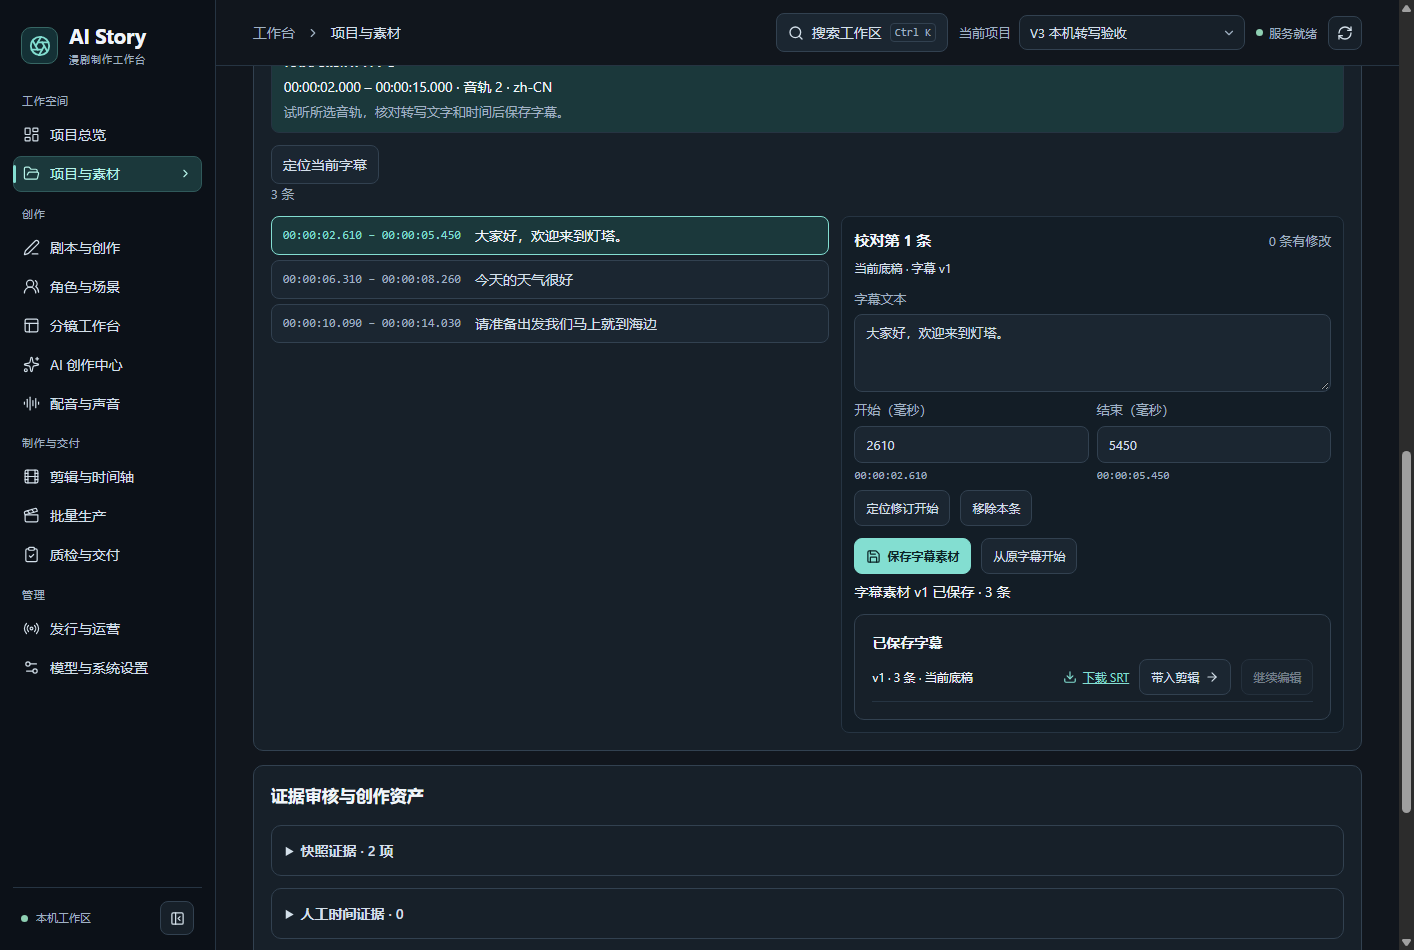 AI Story
漫剧制作工作台
工作空间
项目总览
项目与素材
创作
剧本与创作
角色与场景
分镜工作台
AI 创作中心
配音与声音
制作与交付
剪辑与时间轴
批量生产
质检与交付
管理
发行与运营
模型与系统设置
本机工作区
工作台 > 项目与素材
搜索工作区 Ctrl K
当前项目
V3 本机转写验收
服务就绪
00:00:02.000 – 00:00:15.000 · 音轨 2 · zh-CN
试听所选音轨，核对转写文字和时间后保存字幕。
定位当前字幕
3 条
00:00:02.610 – 00:00:05.450 大家好，欢迎来到灯塔。
00:00:06.310 – 00:00:08.260 今天的天气很好
00:00:10.090 – 00:00:14.030 请准备出发我们马上就到海边
校对第 1 条
0 条有修改
当前底稿 · 字幕 v1
字幕文本
大家好，欢迎来到灯塔。
开始（毫秒） 结束（毫秒）
2610 5450
00:00:02.610 00:00:05.450
定位修订开始 移除本条
保存字幕素材 从原字幕开始
字幕素材 v1 已保存 · 3 条
已保存字幕
v1 · 3 条 · 当前底稿 下载 SRT 带入剪辑 → 继续编辑
证据审核与创作资产
▶ 快照证据 · 2 项
▶ 人工时间证据 · 0